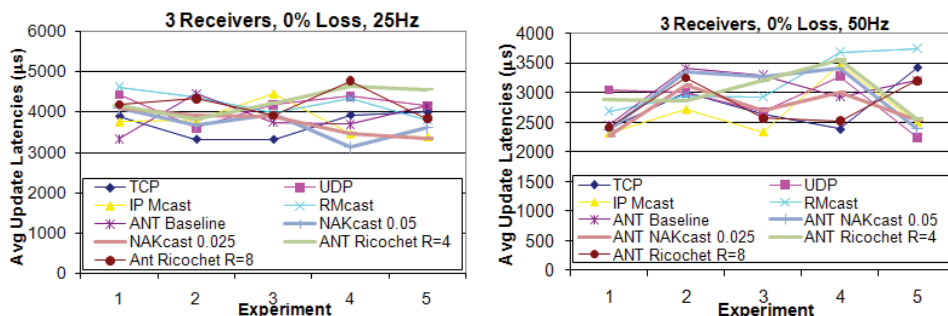 3 Receivers, 0% Loss, 25Hz
Avg Update Latencies (µs)
6000
5000
4000
3000
2000
1000
0
TCP
UDP
IP Mcast
RMcast
ANT Baseline
NAKcast 0.05
NAKcast 0.025
ANT Ricochet R=4
Ant Ricochet R=8
1 2 3 4 5
Experiment
3 Receivers, 0% Loss, 50Hz
Avg Update Latencies (µs)
4000
3500
3000
2500
2000
1500
1000
500
0
TCP
UDP
IP Mcast
RMcast
ANT Baseline
ANT NAKcast 0.05
ANT NAKcast 0.025
ANT Ricochet R=4
ANT Ricochet R=8
1 2 3 4 5
Experiment